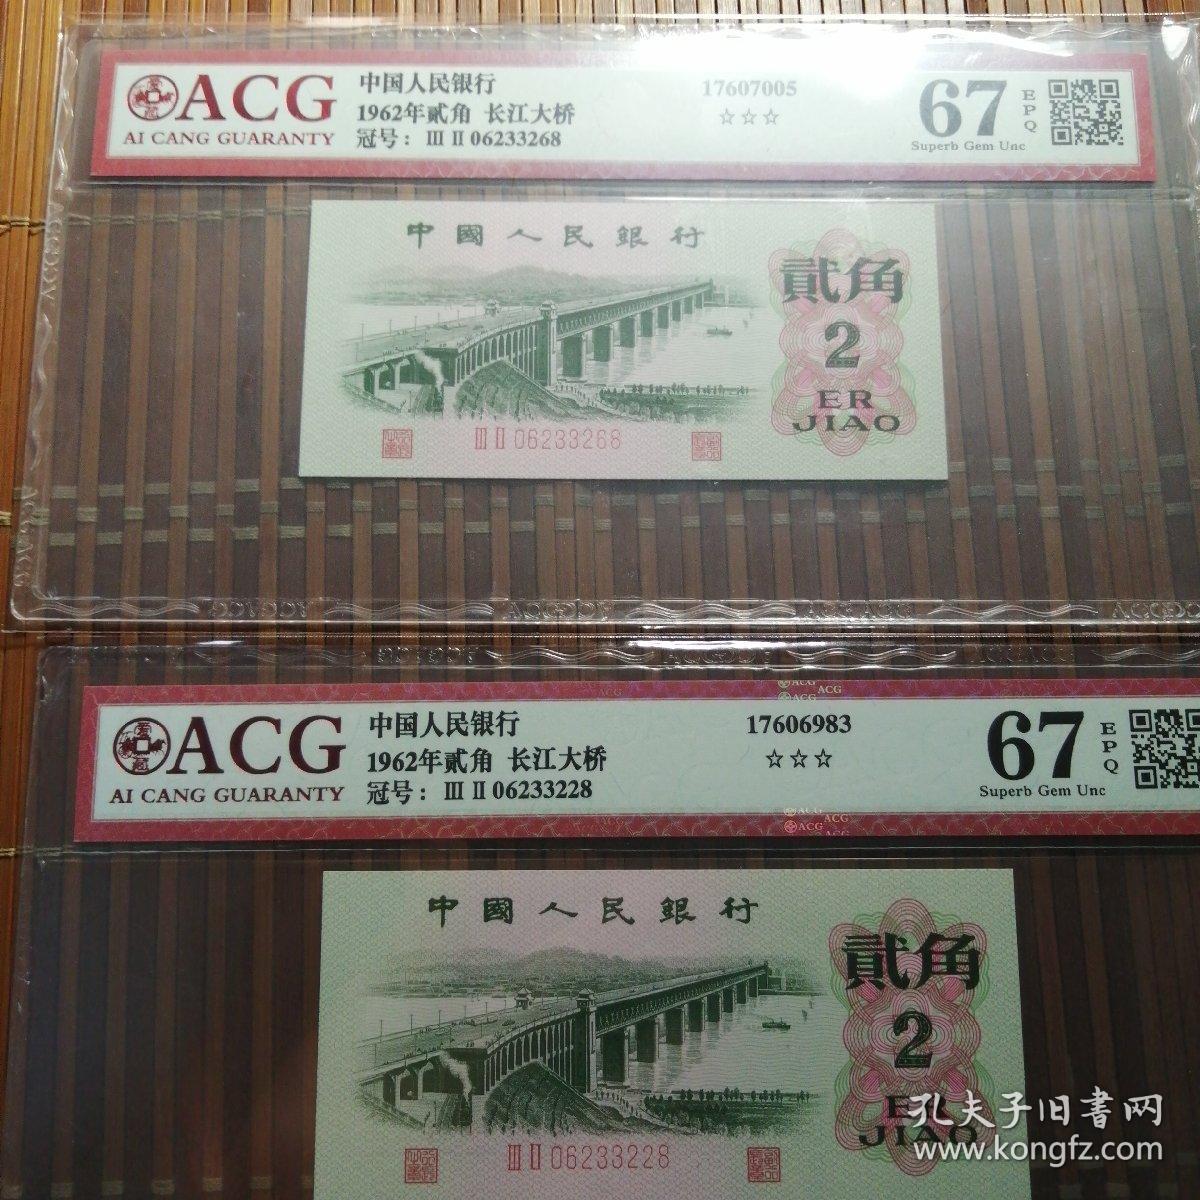 ACG
AI CANG GUARANTY
中国人民银行
1962年贰角 长江大桥
冠号： Ⅲ Ⅱ 06233268
17607005
☆☆☆
67
EPQ
Superb Gem Unc
中國人民銀行
貳角
2
ER
JIAO
Ⅲ Ⅱ 06233268
ACG
AI CANG GUARANTY
中国人民银行
1962年贰角 长江大桥
冠号： Ⅲ Ⅱ 06233228
17606983
☆☆☆
67
EPQ
Superb Gem Unc
中國人民銀行
貳角
2
ER
JIAO
Ⅲ Ⅱ 06233228
孔夫子旧書网
www.kongfz.com